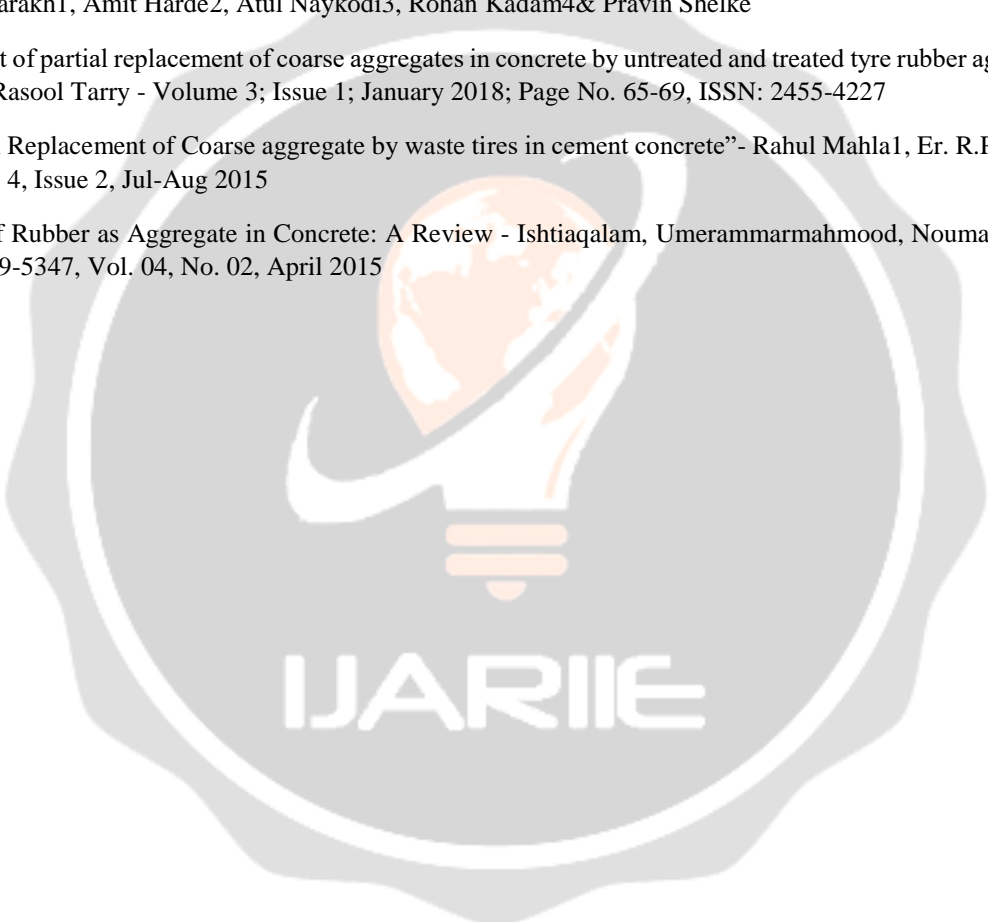 arakh1, Amit Harde2, Atul Naykodi3, Rohan Kadam4& Pravin Shelke
t of partial replacement of coarse aggregates in concrete by untreated and treated tyre rubber ag
Rasool Tarry - Volume 3; Issue 1; January 2018; Page No. 65-69, ISSN: 2455-4227
Replacement of Coarse aggregate by waste tires in cement concrete”- Rahul Mahla1, Er. R.P
4, Issue 2, Jul-Aug 2015
f Rubber as Aggregate in Concrete: A Review - Ishtiaqalam, Umerammarmahmood, Nouma
9-5347, Vol. 04, No. 02, April 2015
IJARIIE